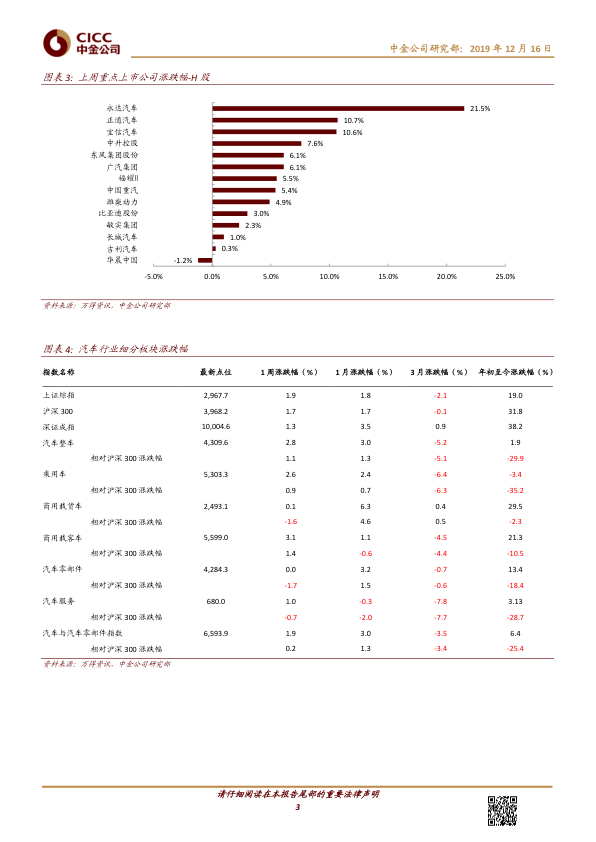 CICC
中金公司
中金公司研究部：2019 年 12 月 16 日
图表 3: 上周重点上市公司涨跌幅-H 股
永达汽车 21.5%
正通汽车 10.7%
宝信汽车 10.6%
中升控股 7.6%
东风集团股份 6.1%
广汽集团 6.1%
福耀H 5.5%
中国重汽 5.4%
潍柴动力 4.9%
比亚迪股份 3.0%
敏实集团 2.3%
长城汽车 1.0%
吉利汽车 0.3%
华晨中国 -1.2%
-5.0% 0.0% 5.0% 10.0% 15.0% 20.0% 25.0%
资料来源：万得资讯，中金公司研究部
图表 4: 汽车行业细分板块涨跌幅
指数名称 最新点位 1 周涨跌幅（%） 1 月涨跌幅（%） 3 月涨跌幅（%） 年初至今涨跌幅（%）
上证综指 2,967.7 1.9 1.8 -2.1 19.0
沪深 300 3,968.2 1.7 1.7 -0.1 31.8
深证成指 10,004.6 1.3 3.5 0.9 38.2
汽车整车 4,309.6 2.8 3.0 -5.2 1.9
相对沪深 300 涨跌幅 1.1 1.3 -5.1 -29.9
乘用车 5,303.3 2.6 2.4 -6.4 -3.4
相对沪深 300 涨跌幅 0.9 0.7 -6.3 -35.2
商用载货车 2,493.1 0.1 6.3 0.4 29.5
相对沪深 300 涨跌幅 -1.6 4.6 0.5 -2.3
商用载客车 5,599.0 3.1 1.1 -4.5 21.3
相对沪深 300 涨跌幅 1.4 -0.6 -4.4 -10.5
汽车零部件 4,284.3 0.0 3.2 -0.7 13.4
相对沪深 300 涨跌幅 -1.7 1.5 -0.6 -18.4
汽车服务 680.0 1.0 -0.3 -7.8 3.13
相对沪深 300 涨跌幅 -0.7 -2.0 -7.7 -28.7
汽车与汽车零部件指数 6,593.9 1.9 3.0 -3.5 6.4
相对沪深 300 涨跌幅 0.2 1.3 -3.4 -25.4
资料来源：万得资讯，中金公司研究部
请仔细阅读在本报告尾部的重要法律声明
3